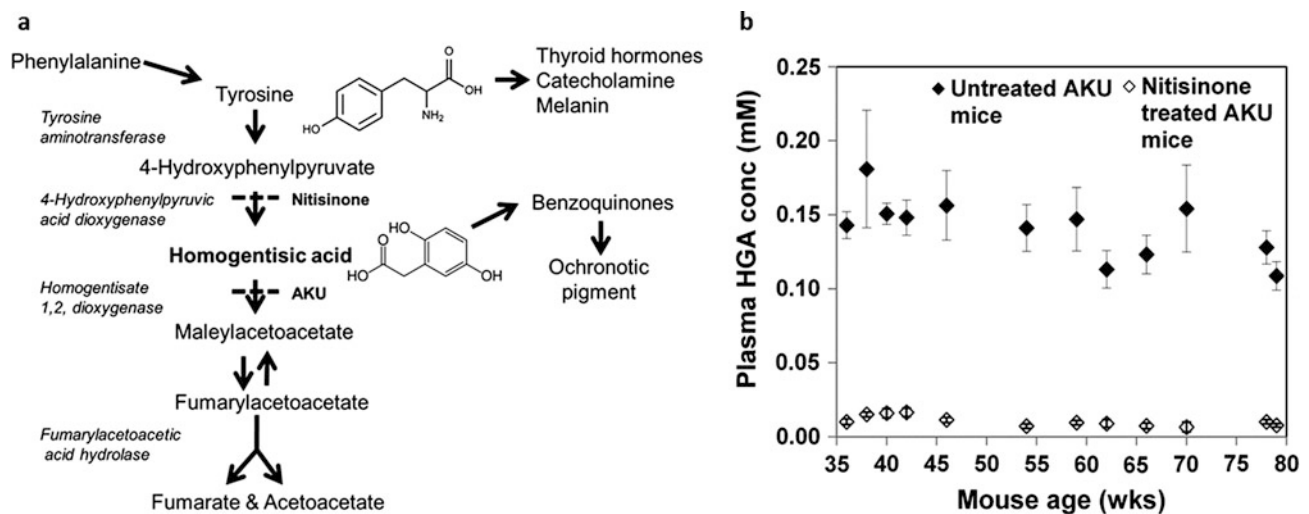 a
Phenylalanine
Tyrosine
Thyroid hormones
Catecholamine
Melanin
O
OH
NH₂
HO
Tyrosine
aminotransferase
4-Hydroxyphenylpyruvate
4-Hydroxyphenylpyruvic
acid dioxygenase
Nitisinone
Homogentisic acid
HO
O
HO
OH
Benzoquinones
Ochronotic
pigment
Homogentisate
1,2, dioxygenase
AKU
Maleylacetoacetate
Fumarylacetoacetate
Fumarylacetoacetic
acid hydrolase
Fumarate & Acetoacetate
b
Plasma HGA conc (mM)
0.25
0.20
0.15
0.10
0.05
0.00
Untreated AKU
mice
Nitisinone
treated AKU
mice
35 40 45 50 55 60 65 70 75 80
Mouse age (wks)